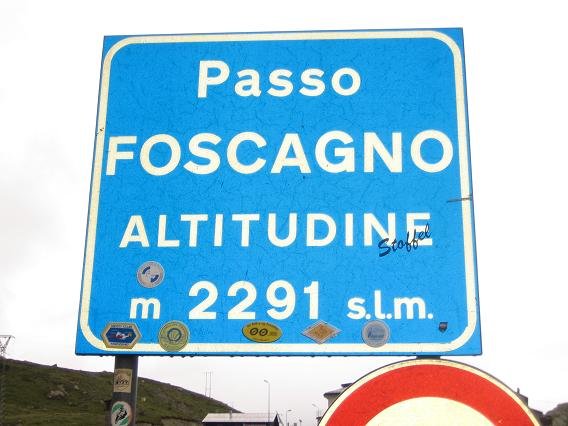 Passo
FOSCAGNO
ALTITUDINE
Stoffel
m 2291 s.l.m.